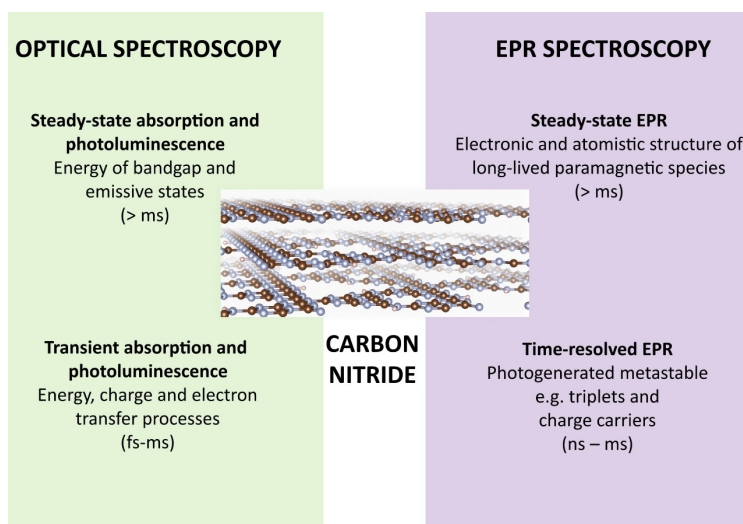 OPTICAL SPECTROSCOPY
Steady-state absorption and
photoluminescence
Energy of bandgap and
emissive states
(> ms)
Transient absorption and
photoluminescence
Energy, charge and electron
transfer processes
(fs-ms)
CARBON
NITRIDE
EPR SPECTROSCOPY
Steady-state EPR
Electronic and atomistic structure of
long-lived paramagnetic species
(> ms)
Time-resolved EPR
Photogenerated metastable
e.g. triplets and
charge carriers
(ns – ms)